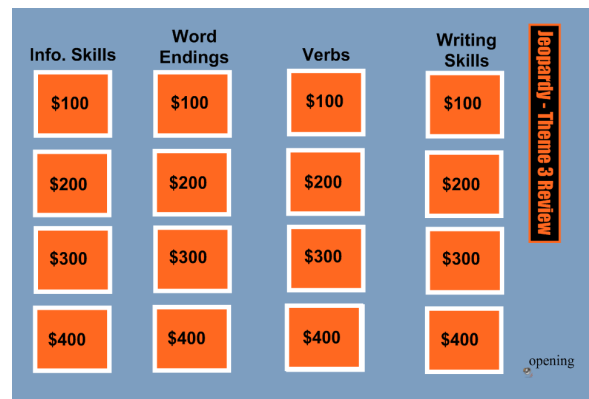 Info. Skills
Word
Endings
Verbs
Writing
Skills
$100
$100
$100
$100
$200
$200
$200
$200
$300
$300
$300
$300
$400
$400
$400
$400
Jeopardy - Theme 3 Review
opening